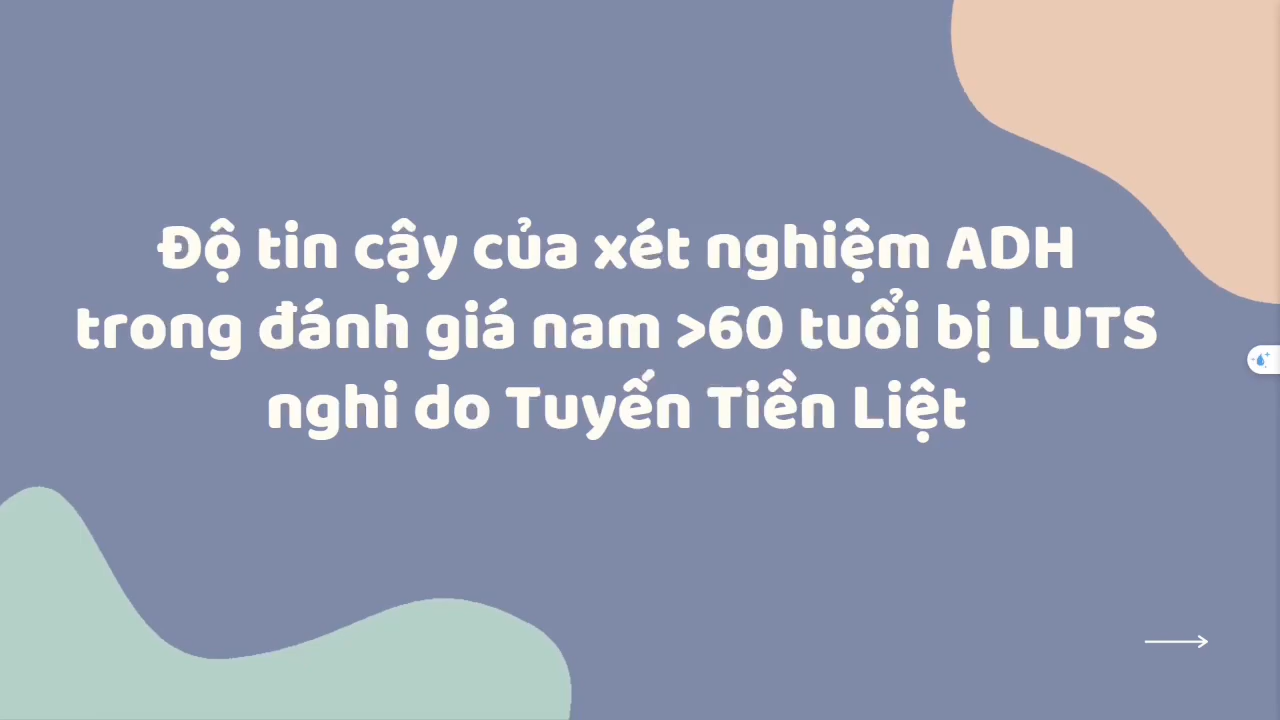 Độ tin cậy của xét nghiệm ADH
trong đánh giá nam >60 tuổi bị LUTS
nghi do Tuyến Tiền Liệt